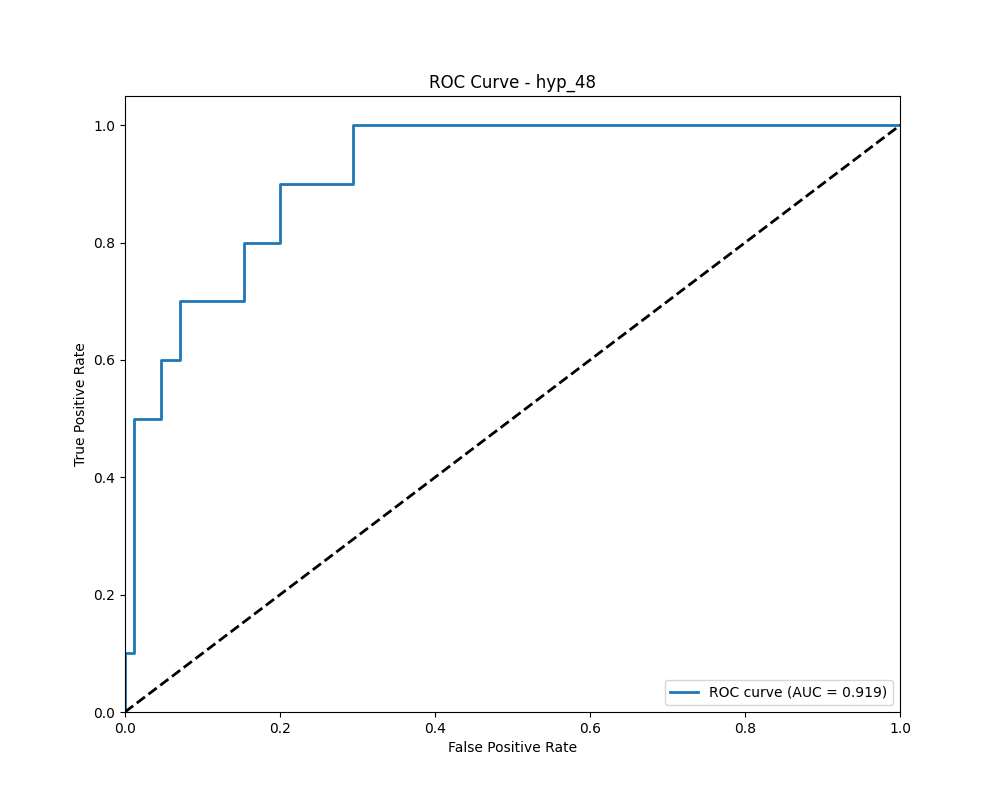 ROC Curve - hyp_48
True Positive Rate
1.0
0.8
0.6
0.4
0.2
0.0
ROC curve (AUC = 0.919)
0.0 0.2 0.4 0.6 0.8 1.0
False Positive Rate